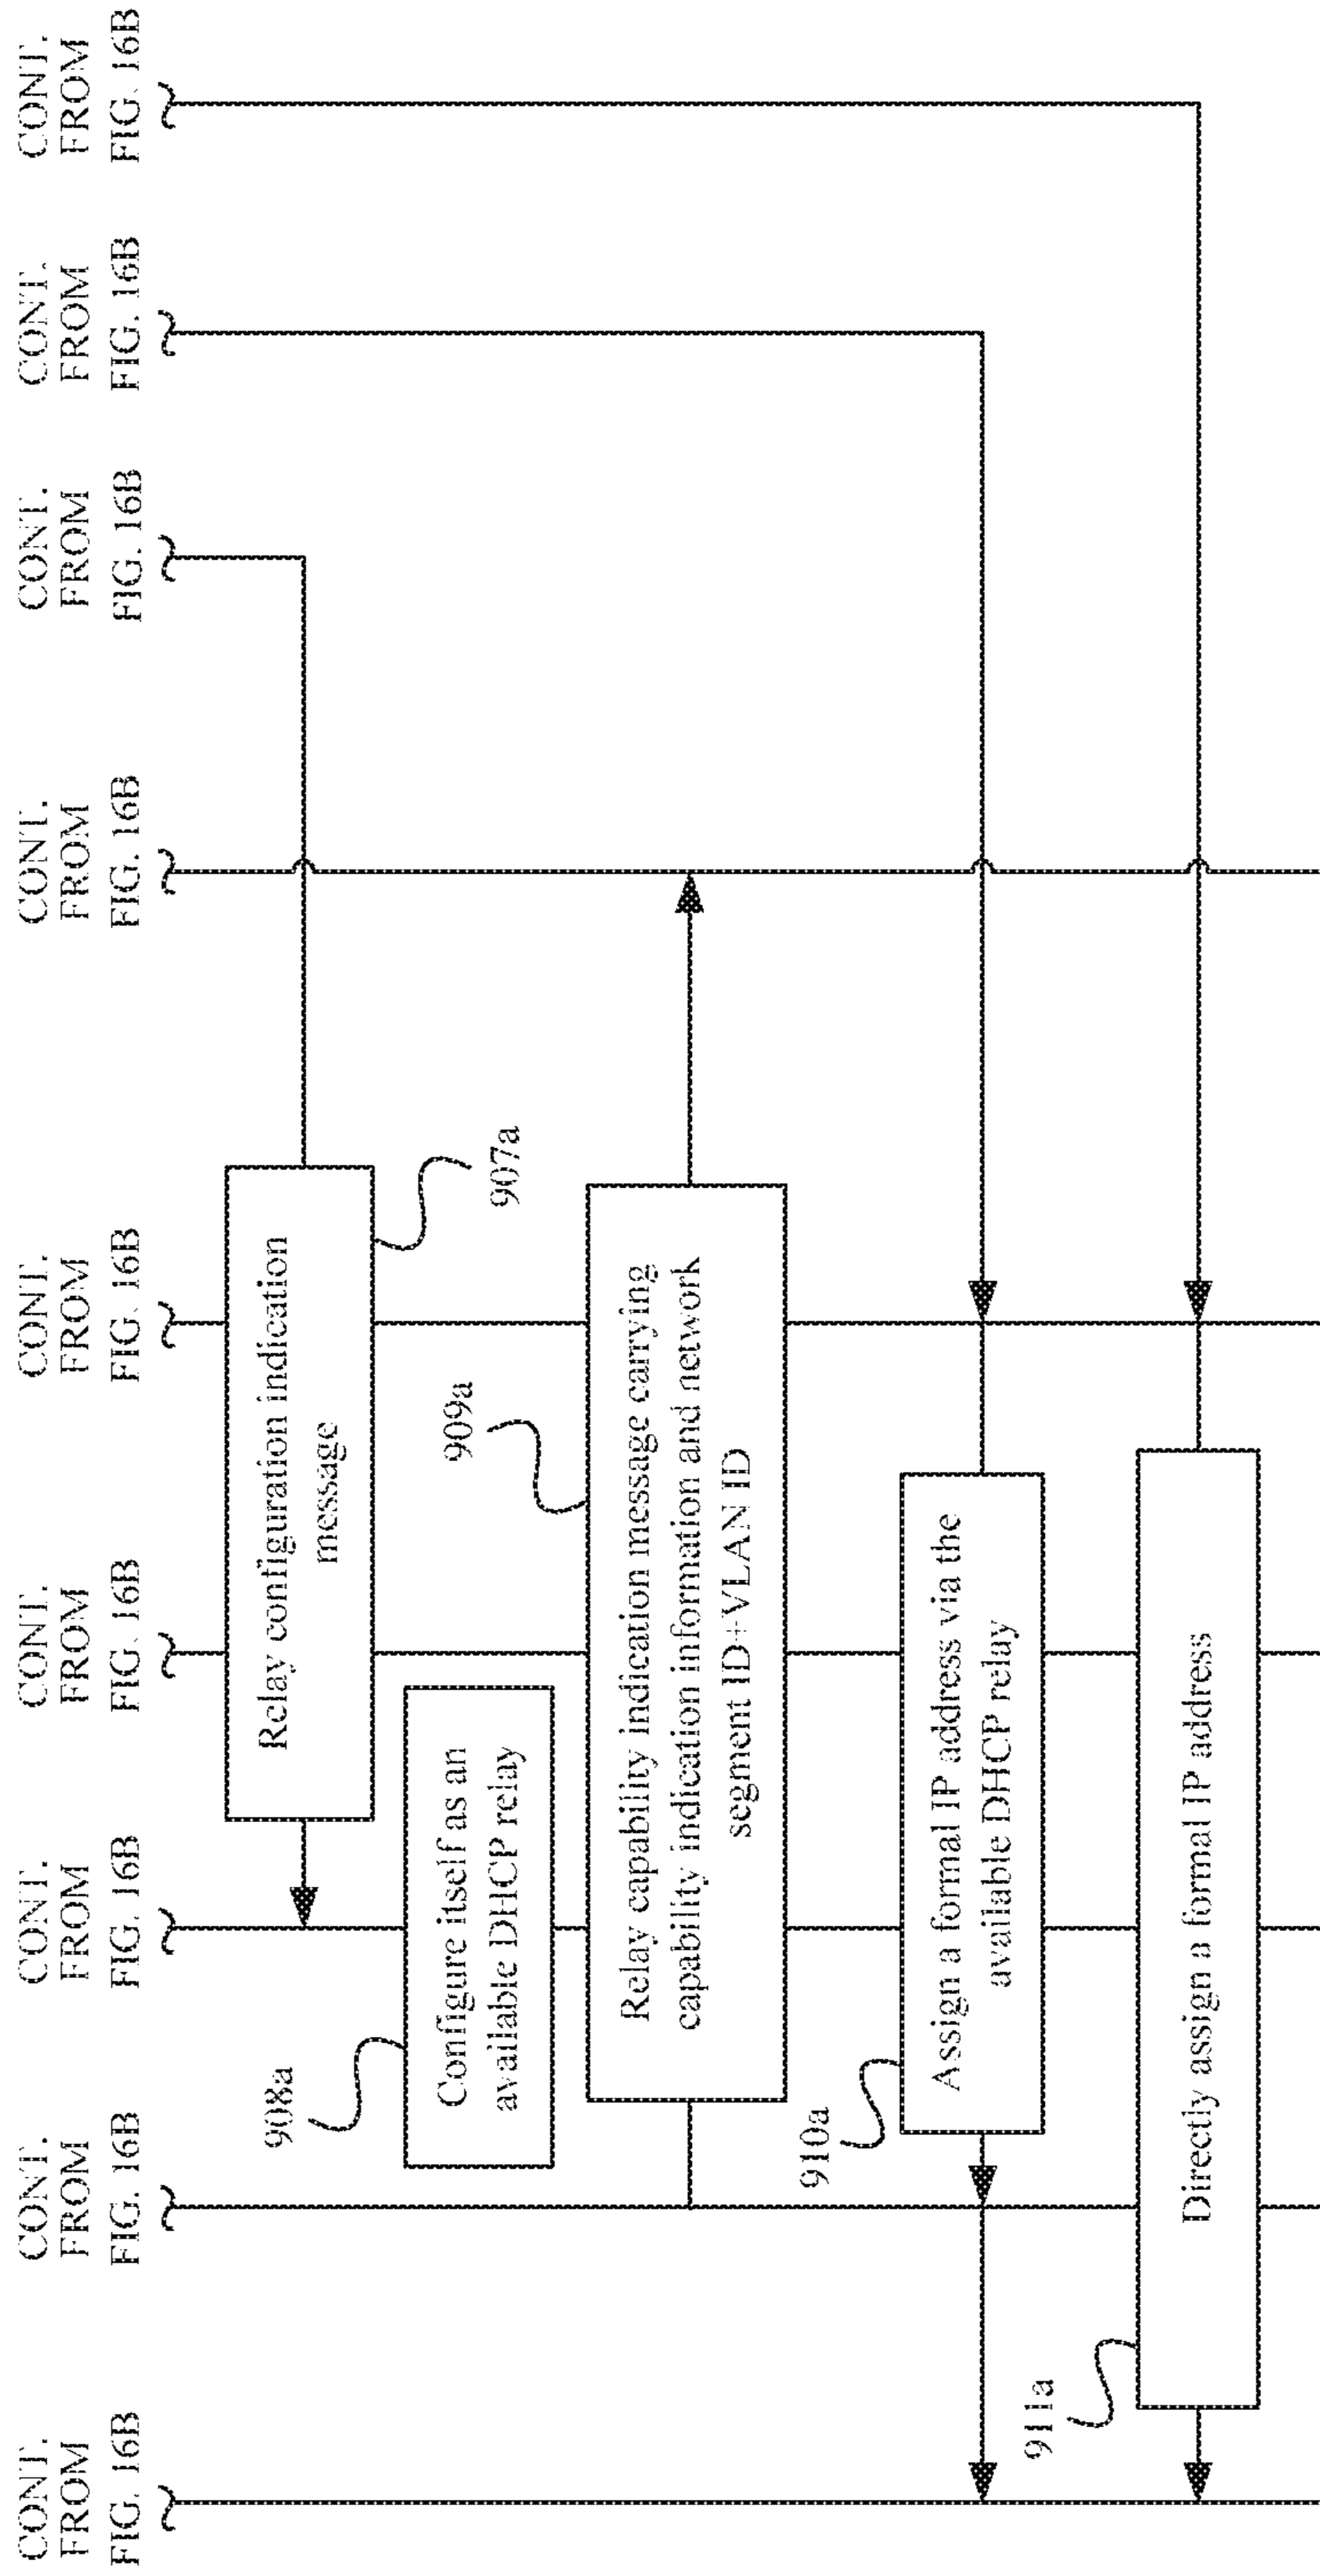 CONT.
FROM
FIG. 16B
CONT.
FROM
FIG. 16B
CONT.
FROM
FIG. 16B
CONT.
FROM
FIG. 16B
CONT.
FROM
FIG. 16B
CONT.
FROM
FIG. 16B
CONT.
FROM
FIG. 16B
CONT.
FROM
FIG. 16B
CONT.
FROM
FIG. 16B
Relay configuration indication
message
907a
908a
Configure itself as an
available DHCP relay
909a
Relay capability indication message carrying
capability indication information and network
segment ID+VLAN ID
910a
Assign a formal IP address via the
available DHCP relay
911a
Directly assign a formal IP address